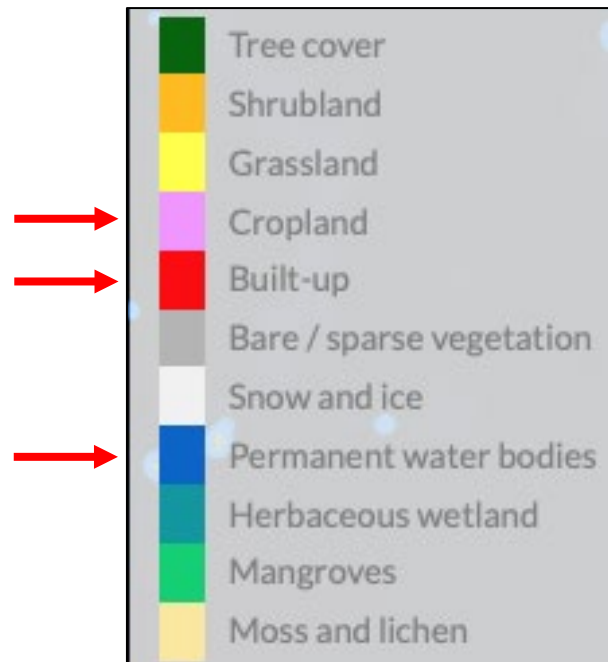 Tree cover
Shrubland
Grassland
Cropland
Built-up
Bare / sparse vegetation
Snow and ice
Permanent water bodies
Herbaceous wetland
Mangroves
Moss and lichen